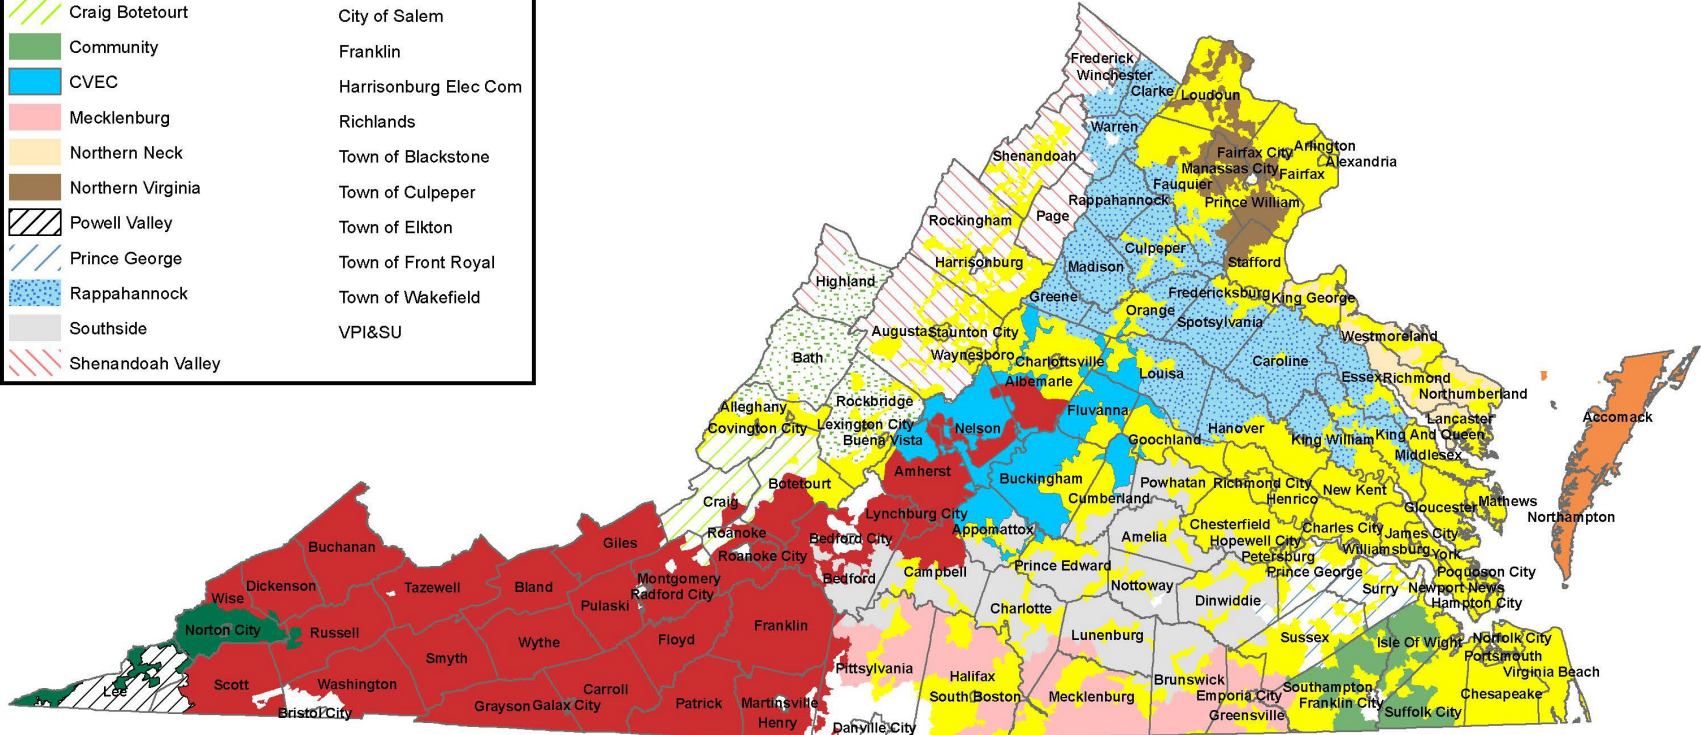 Craig Botetourt
Community
CVEC
Mecklenburg
Northern Neck
Northern Virginia
Powell Valley
Prince George
Rappahannock
Southside
Shenandoah Valley
City of Salem
Franklin
Harrisonburg Elec Com
Richlands
Town of Blackstone
Town of Culpeper
Town of Elkton
Town of Front Royal
Town of Wakefield
VPI&SU
Frederick
Winchester
Clarke
Loudoun
Warren
Shenandoah
Fairfax City
Arlington
Alexandria
Manassas City
Fairfax
Fauquier
Rappahannock
Prince William
Page
Rockingham
Culpeper
Harrisonburg
Madison
Stafford
Highland
Greene
Fredericksburg
King George
Orange
Spotsylvania
Augusta
Staunton City
Westmoreland
Bath
Waynesboro
Charlottsville
Caroline
Albemarle
Louisa
Essex
Richmond
Northumberland
Rockbridge
Alleghany
Fluvanna
Lancaster
Accomack
Covington City
Lexington City
Nelson
Hanover
Buena Vista
Goochland
King William
King And Queen
Middlesex
Amherst
Buckingham
Botetourt
Powhatan
Richmond City
New Kent
Craig
Cumberland
Henrico
Mathews
Gloucester
Lynchburg City
Northampton
Roanoke
Appomattox
Chesterfield
Charles City
James City
Bedford City
Amelia
Hopewell City
Buchanan
Giles
Roanoke City
Petersburg
Williamsburg
York
Prince Edward
Prince George
Poquoson City
Campbell
Bedford
Montgomery
Dickenson
Tazewell
Bland
Nottoway
Surry
Newport News
Radford City
Wise
Pulaski
Charlotte
Dinwiddie
Hampton City
Norton City
Russell
Franklin
Lunenburg
Sussex
Wythe
Floyd
Isle Of Wight
Norfolk City
Smyth
Portsmouth
Pittsylvania
Halifax
Virginia Beach
Scott
Washington
Lee
Carroll
Brunswick
Southampton
South Boston
Mecklenburg
Emporia City
Chesapeake
Grayson
Galax City
Patrick
Martinsville
Franklin City
Bristol City
Henry
Danville City
Greensville
Suffolk City